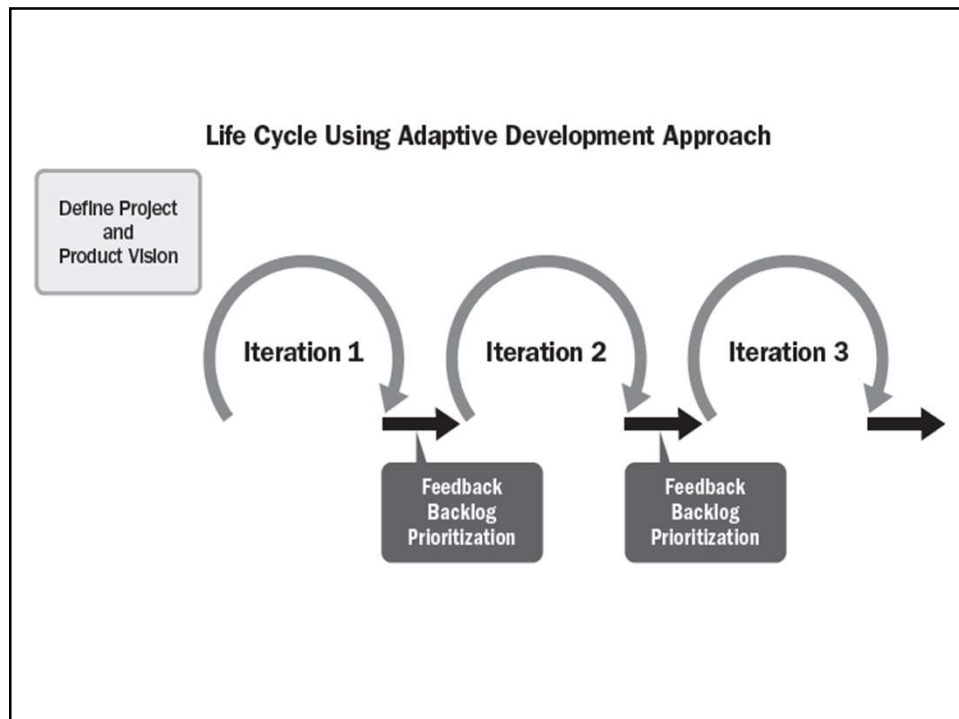 Life Cycle Using Adaptive Development Approach
Define Project
and
Product Vision
Iteration 1
Iteration 2
Iteration 3
Feedback
Backlog
Prioritization
Feedback
Backlog
Prioritization